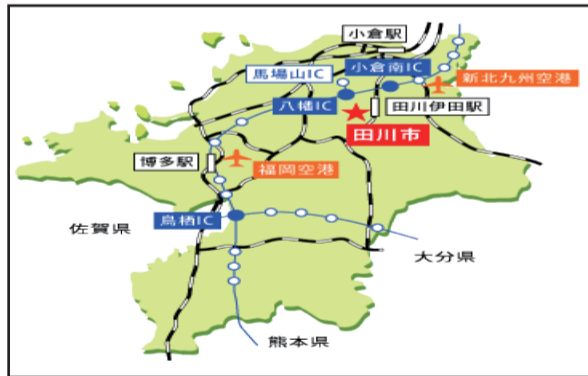 小倉駅
馬場山IC
小倉南IC
新北九州空港
八幡IC
田川伊田駅
田川市
博多駅
福岡空港
鳥栖IC
佐賀県
大分県
熊本県